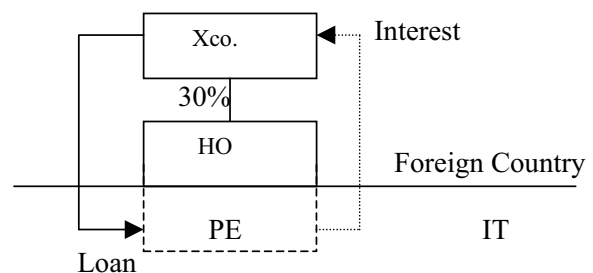 Xco.
Interest
30%
HO
Foreign Country
PE
IT
Loan